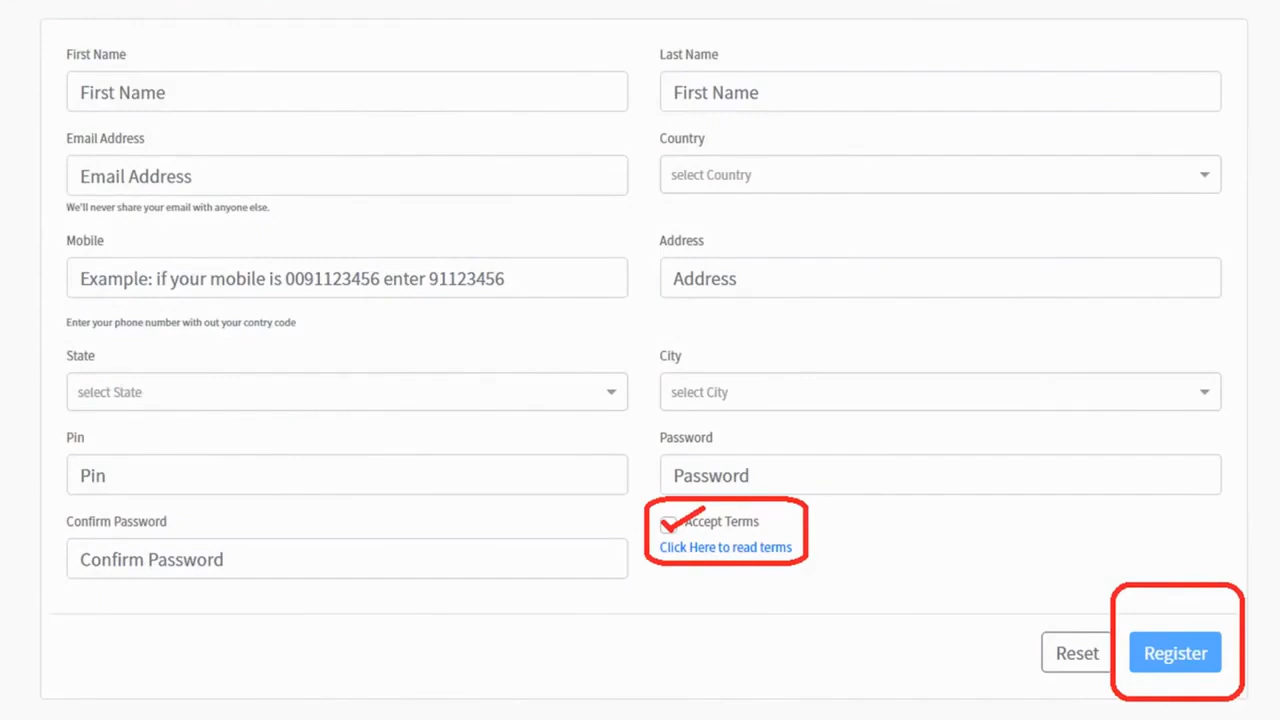 First Name
Last Name
First Name
First Name
Email Address
Country
Email Address
select Country
We'll never share your email with anyone else.
Mobile
Address
Example: if your mobile is 0091123456 enter 91123456
Address
Enter your phone number with out your contry code
State
City
select State
select City
Pin
Password
Pin
Password
Confirm Password
Accept Terms
Click Here to read terms
Confirm Password
Reset
Register